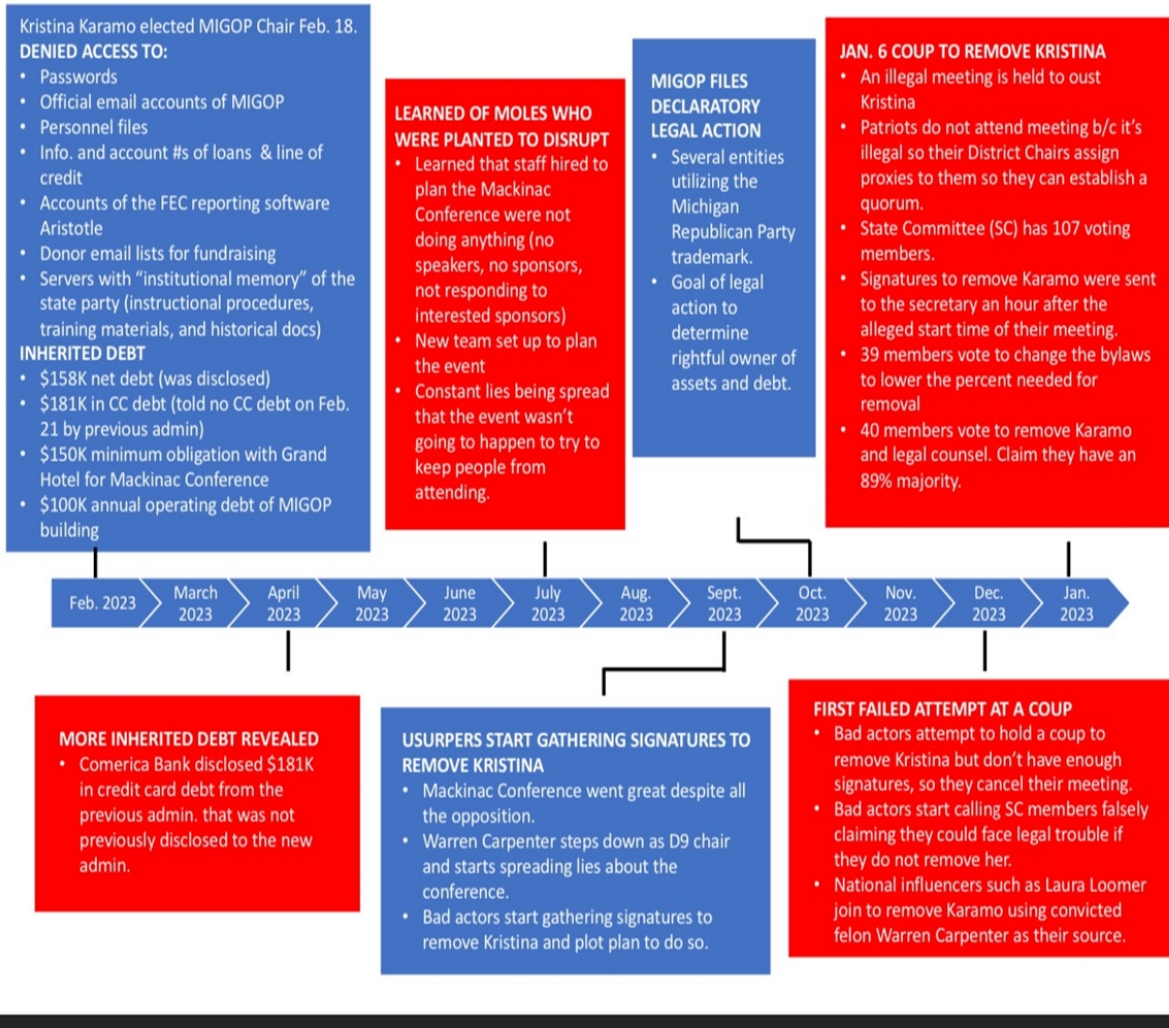 Kristina Karamo elected MIGOP Chair Feb. 18.
DENIED ACCESS TO:
• Passwords
• Official email accounts of MIGOP
• Personnel files
• Info. and account #s of loans & line of
credit
• Accounts of the FEC reporting software
Aristotle
• Donor email lists for fundraising
• Servers with “institutional memory” of the
state party (instructional procedures,
training materials, and historical docs)
INHERITED DEBT
• $158K net debt (was disclosed)
• $181K in CC debt (told no CC debt on Feb.
21 by previous admin)
• $150K minimum obligation with Grand
Hotel for Mackinac Conference
• $100K annual operating debt of MIGOP
building
LEARNED OF MOLES WHO
WERE PLANTED TO DISRUPT
• Learned that staff hired to
plan the Mackinac
Conference were not
doing anything (no
speakers, no sponsors,
not responding to
interested sponsors)
• New team set up to plan
the event
• Constant lies being spread
that the event wasn’t
going to happen to try to
keep people from
attending.
MIGOP FILES
DECLARATORY
LEGAL ACTION
• Several entities
utilizing the
Michigan
Republican Party
trademark.
• Goal of legal
action to
determine
rightful owner of
assets and debt.
JAN. 6 COUP TO REMOVE KRISTINA
• An illegal meeting is held to oust
Kristina
• Patriots do not attend meeting b/c it’s
illegal so their District Chairs assign
proxies to them so they can establish a
quorum.
• State Committee (SC) has 107 voting
members.
• Signatures to remove Karamo were sent
to the secretary an hour after the
alleged start time of their meeting.
• 39 members vote to change the bylaws
to lower the percent needed for
removal
• 40 members vote to remove Karamo
and legal counsel. Claim they have an
89% majority.
Feb. 2023
March
2023
April
2023
May
2023
June
2023
July
2023
Aug.
2023
Sept.
2023
Oct.
2023
Nov.
2023
Dec.
2023
Jan.
2023
MORE INHERITED DEBT REVEALED
• Comerica Bank disclosed $181K
in credit card debt from the
previous admin. that was not
previously disclosed to the new
admin.
USURPERS START GATHERING SIGNATURES TO
REMOVE KRISTINA
• Mackinac Conference went great despite all
the opposition.
• Warren Carpenter steps down as D9 chair
and starts spreading lies about the
conference.
• Bad actors start gathering signatures to
remove Kristina and plot plan to do so.
FIRST FAILED ATTEMPT AT A COUP
• Bad actors attempt to hold a coup to
remove Kristina but don’t have enough
signatures, so they cancel their meeting.
• Bad actors start calling SC members falsely
claiming they could face legal trouble if
they do not remove her.
• National influencers such as Laura Loomer
join to remove Karamo using convicted
felon Warren Carpenter as their source.